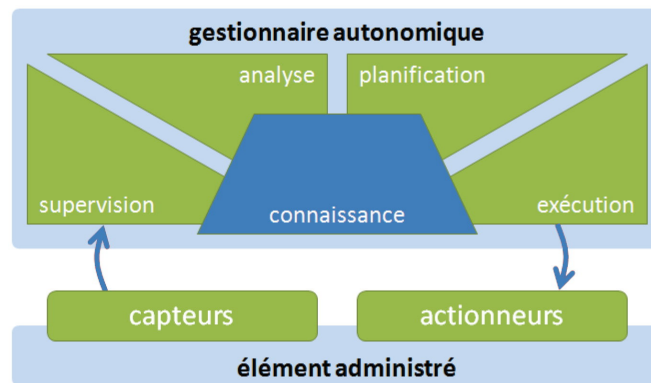 gestionnaire autonomique
analyse planification
supervision connaissance exécution
capteurs actionneurs
élément administré